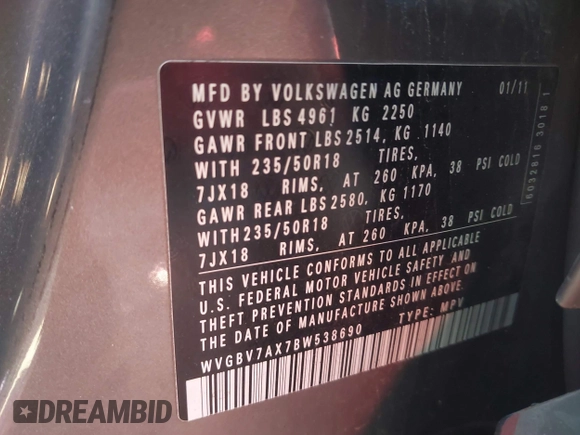 MFD BY VOLKSWAGEN AG GERMANY 01/11
GVWR LBS 4961 KG 2250
GAWR FRONT LBS 2514, KG 1140
WITH 235/50R18 TIRES,
7JX18 RIMS, AT 260 KPA, 38 PSI COLD
GAWR REAR LBS 2580, KG 1170
WITH 235/50R18 TIRES,
7JX18 RIMS, AT 260 KPA, 38 PSI COLD
THIS VEHICLE CONFORMS TO ALL APPLICABLE
U.S. FEDERAL MOTOR VEHICLE SAFETY AND
THEFT PREVENTION STANDARDS IN EFFECT ON
THE DATE OF MANUFACTURE SHOWN ABOVE.
WVGBV7AX7BW538690 TYPE: MPV
6032816 3018 1
DREAMBID